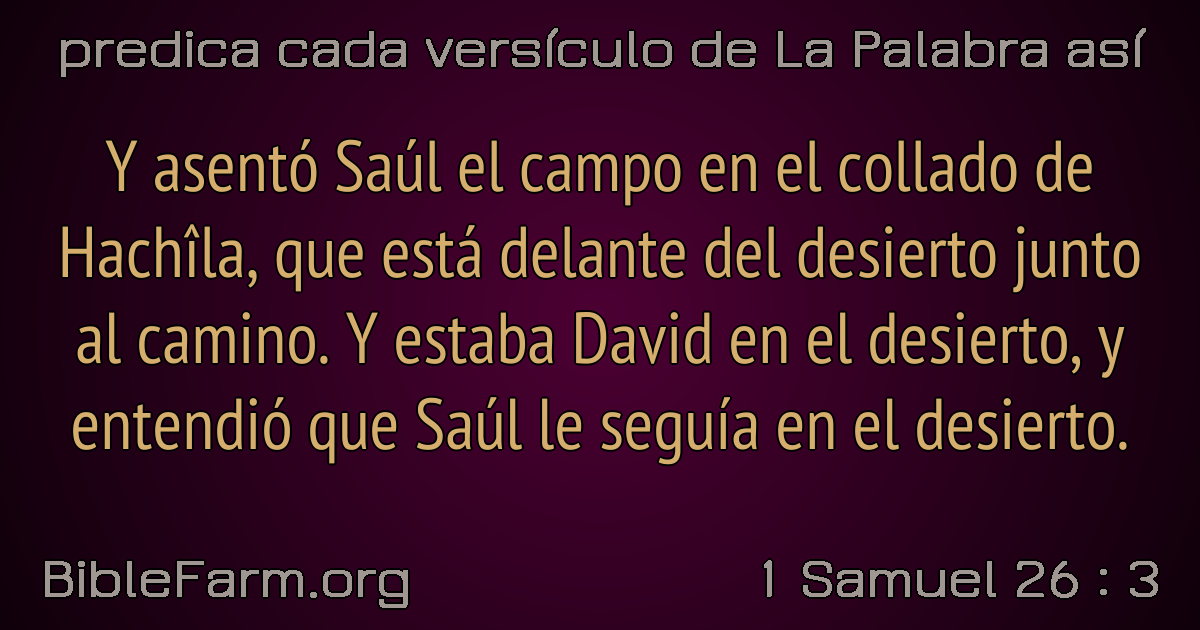 predica cada versículo de La Palabra así
Y asentó Saúl el campo en el collado de
Hachîla, que está delante del desierto junto
al camino. Y estaba David en el desierto, y
entendió que Saúl le seguía en el desierto.
BibleFarm.org
1 Samuel 26 : 3